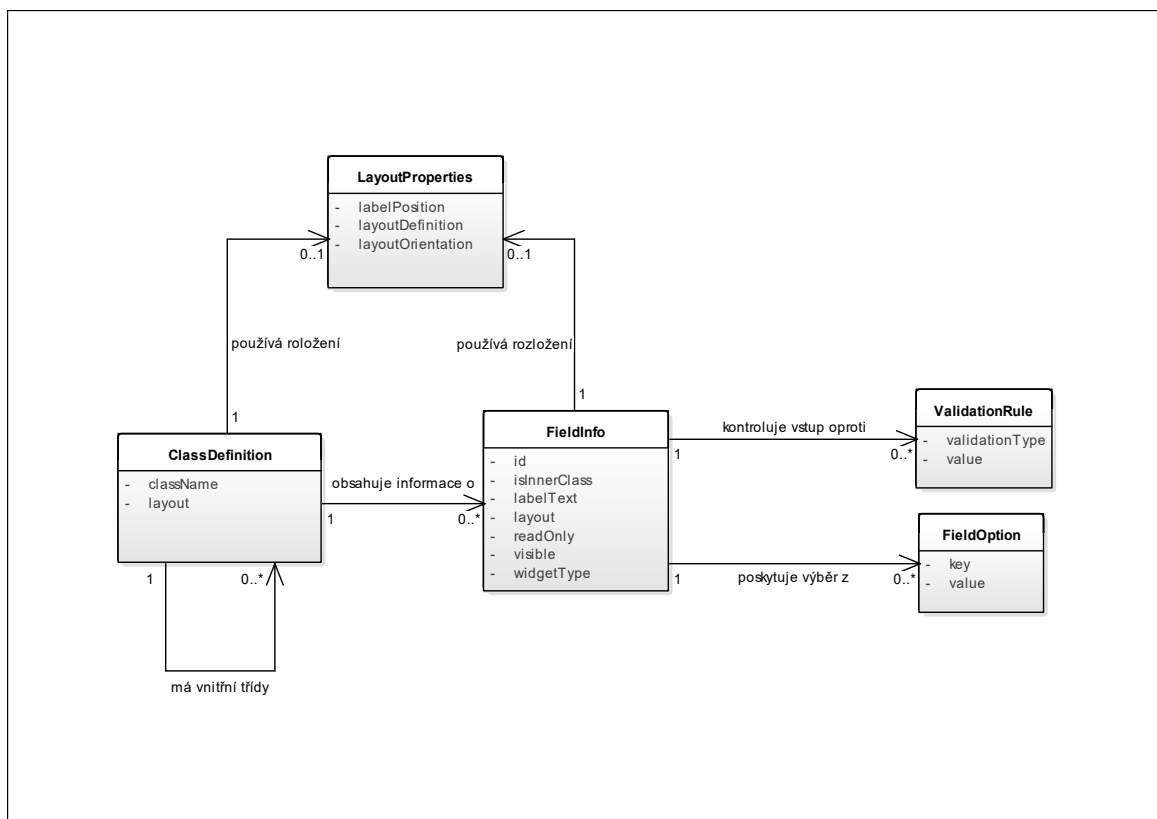 LayoutProperties
- labelPosition
- layoutDefinition
- layoutOrientation
0..1
0..1
používá roložení
používá rozložení
1
1
ClassDefinition
- className
- layout
obsahuje informace o
1
0..*
FieldInfo
- id
- isInnerClass
- labelText
- layout
- readOnly
- visible
- widgetType
kontroluje vstup oproti
1
0..*
ValidationRule
- validationType
- value
poskytuje výběr z
1
0..*
FieldOption
- key
- value
1
0..*
má vnitřní třídy